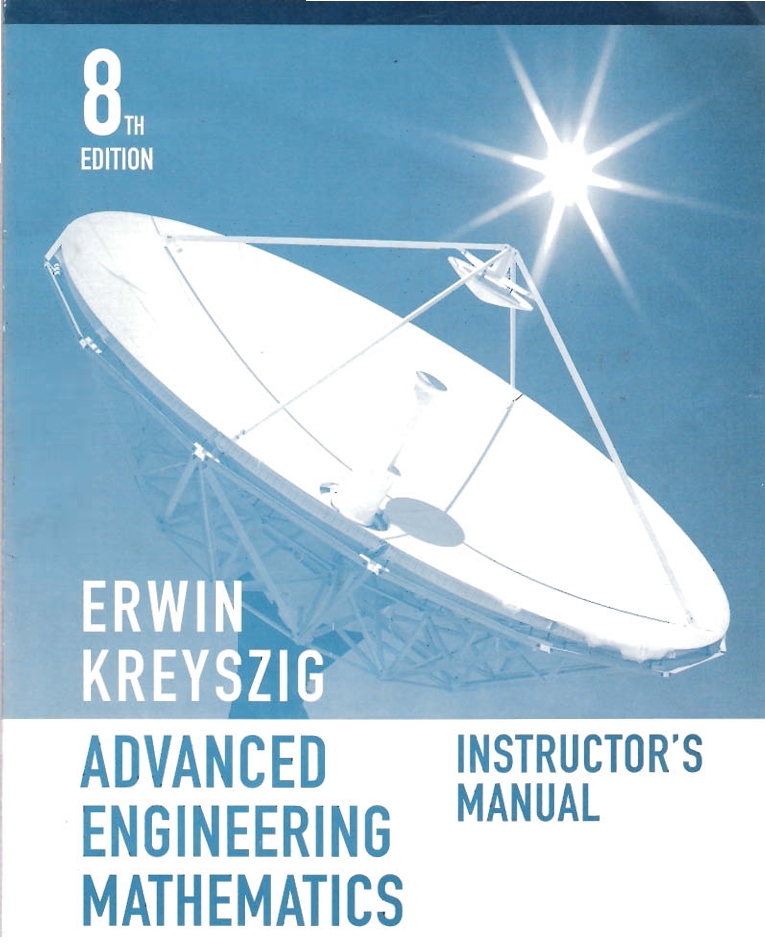 8TH
EDITION
ERWIN
KREYSZIG
ADVANCED
ENGINEERING
MATHEMATICS
INSTRUCTOR'S
MANUAL